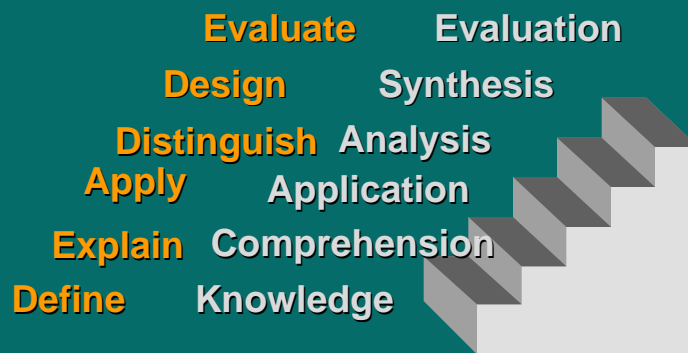 Evaluate Evaluation
Design Synthesis
Distinguish Analysis
Apply Application
Explain Comprehension
Define Knowledge